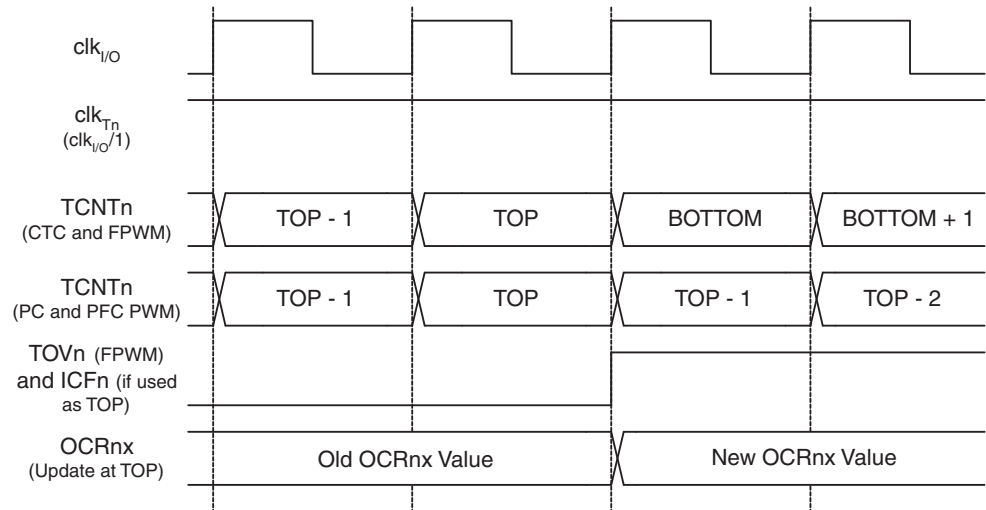 clkI/O
clkTn
(clkI/O/1)
TCNTn
(CTC and FPWM)
TOP - 1
TOP
BOTTOM
BOTTOM + 1
TCNTn
(PC and PFC PWM)
TOP - 1
TOP
TOP - 1
TOP - 2
TOVn (FPWM)
and ICFn (if used
as TOP)
OCRnx
(Update at TOP)
Old OCRnx Value
New OCRnx Value